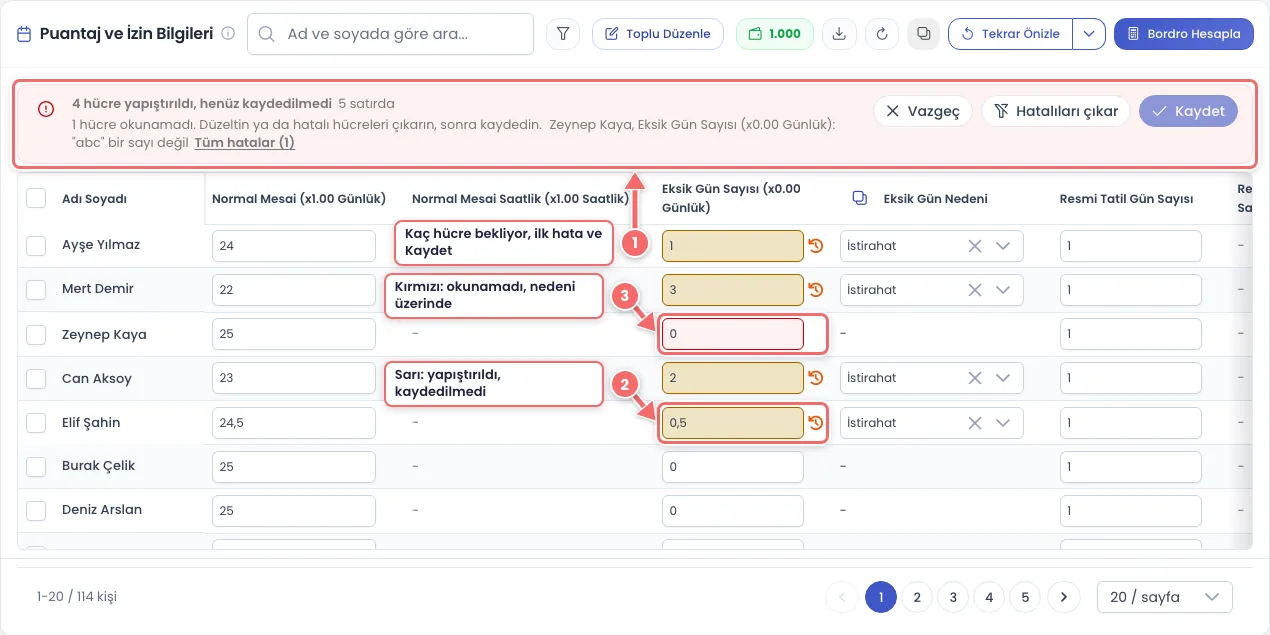 Puantaj ve İzin Bilgileri
Ad ve soyada göre ara...
Toplu Düzenle
1.000
Tekrar Önizle
Bordro Hesapla
4 hücre yapıştırıldı, henüz kaydedilmedi 5 satırda
1 hücre okunamadı. Düzeltin ya da hatalı hücreleri çıkarın, sonra kaydedin. Zeynep Kaya, Eksik Gün Sayısı (x0.00 Günlük):
"abc" bir sayı değil Tüm hatalar (1)
Vazgeç
Hatalıları çıkar
Kaydet
Adı Soyadı
Normal Mesai (x1.00 Günlük)
Normal Mesai Saatlik (x1.00 Saatlik)
Eksik Gün Sayısı (x0.00
Günlük)
Eksik Gün Nedeni
Resmi Tatil Gün Sayısı
Re
Sa
Ayşe Yılmaz 24 1 İstirahat 1 -
Kaç hücre bekliyor, ilk hata ve
Kaydet
1
Mert Demir 22 3 İstirahat 1 -
Kırmızı: okunamadı, nedeni
üzerinde
3
Zeynep Kaya 25 - 0 - 1 -
Can Aksoy 23 2 İstirahat 1 -
Sarı: yapıştırıldı,
kaydedilmedi
2
Elif Şahin 24,5 - 0,5 İstirahat 1 -
Burak Çelik 25 - 0 - 1 -
Deniz Arslan 25 - 0 - 1 -
1-20 / 114 kişi
1 2 3 4 5
20 / sayfa